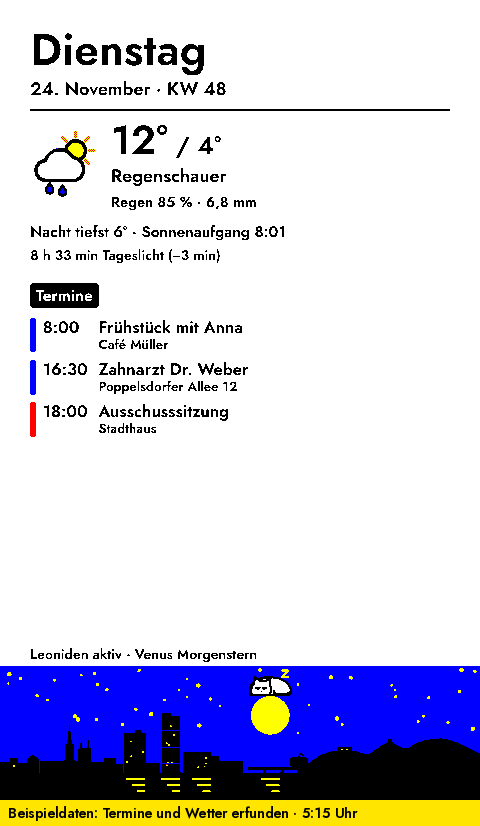 Dienstag
24. November · KW 48
12° / 4°
Regenschauer
Regen 85 % · 6,8 mm
Nacht tiefst 6° · Sonnenaufgang 8:01
8 h 33 min Tageslicht (−3 min)
Termine
8:00 Frühstück mit Anna
Café Müller
16:30 Zahnarzt Dr. Weber
Poppelsdorfer Allee 12
18:00 Ausschusssitzung
Stadthaus
Leoniden aktiv · Venus Morgenstern
z
Beispieldaten: Termine und Wetter erfunden · 5:15 Uhr